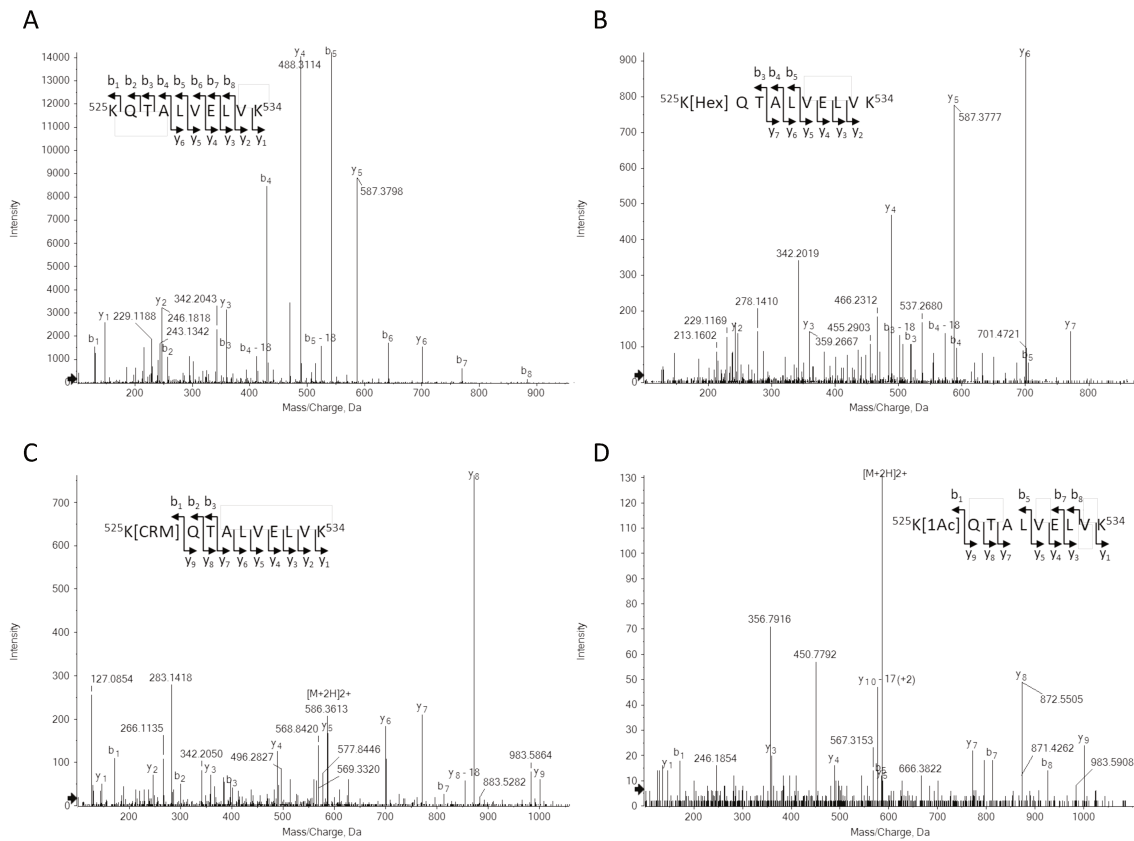 A
14000
13000
12000
11000
10000
9000
8000
7000
6000
5000
4000
3000
2000
1000
0
Intensity
b1 b2 b3 b4 b5 b6 b7 b8
525K Q T A L V E L V K534
y6 y5 y4 y3 y2 y1
y4
488.3114
b5
b4
y5
587.3798
y1
b1
229.1188
y2
246.1818
243.1342
b2
342.2043
y3
b3
b4 - 18
b5 - 18
b6
y6
b7
b8
200 300 400 500 600 700 800 900
Mass/Charge, Da
B
900
800
700
600
500
400
300
200
100
0
Intensity
b3 b4 b5
525K[Hex] Q T A L V E L V K534
y7 y6 y5 y4 y3 y2
y6
y5
587.3777
y4
342.2019
278.1410
229.1169
213.1602
y2
466.2312
y3
455.2903
359.2667
b3 - 18
b3
537.2680
b4 - 18
b4
701.4721
b5
y7
200 300 400 500 600 700 800
Mass/Charge, Da
C
700
600
500
400
300
200
100
0
Intensity
b1 b2 b3
525K[CRM] Q T A L V E L V K534
y9 y8 y7 y6 y5 y4 y3 y2 y1
y8
127.0854
283.1418
266.1135
b1
y1
y2
b2
342.2050
y3
b3
496.2827
y4
568.8420
[M+2H]2+
586.3613
y5
577.8446
569.3320
y6
y7
b7
y8 - 18
883.5282
983.5864
y9
200 300 400 500 600 700 800 900 1000
Mass/Charge, Da
D
130
120
110
100
90
80
70
60
50
40
30
20
10
0
Intensity
b1 b5 b7 b8
525K[1Ac] Q T A L V E L V K534
y9 y8 y7 y5 y4 y3 y1
[M+2H]2+
356.7916
450.7792
y10 - 17(+2)
567.3153
b5
y5
y1
b1
246.1854
y3
y4
666.3822
y7
b7
y8
872.5505
871.4262
b8
y9
983.5908
200 300 400 500 600 700 800 900 1000
Mass/Charge, Da